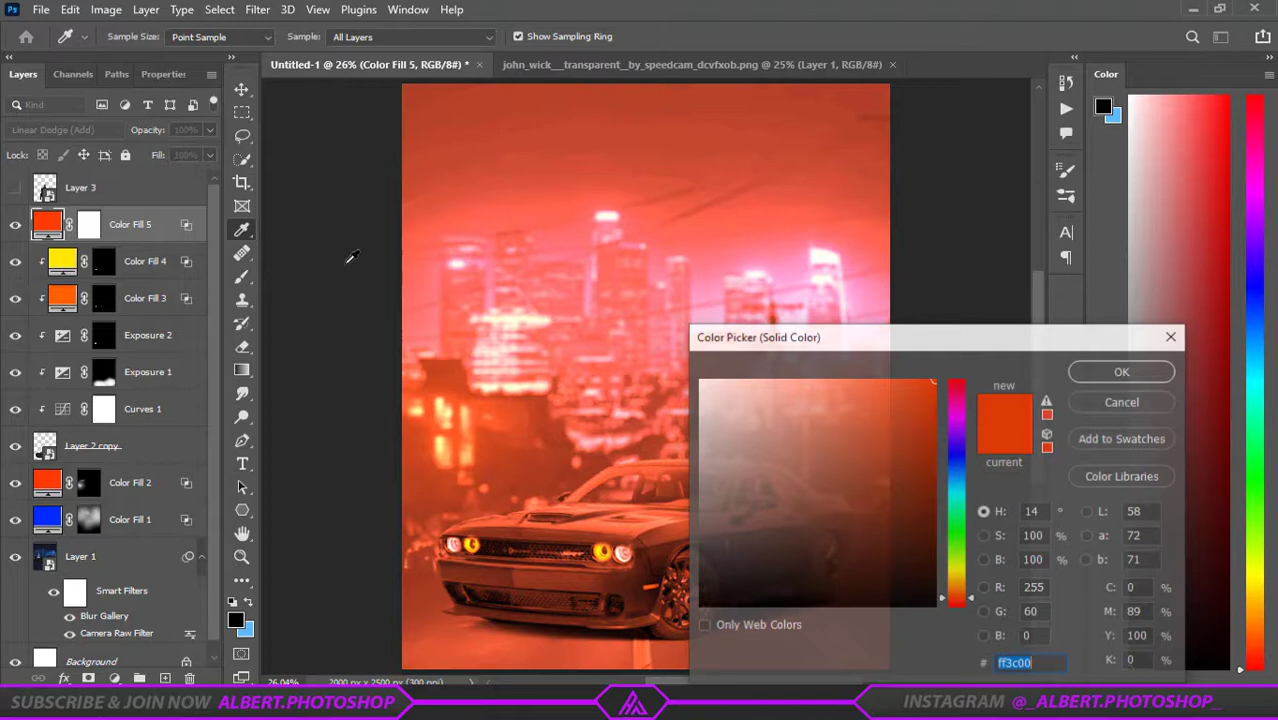 Ps File Edit Image Layer Type Select Filter 3D View Plugins Window Help
Sample Size: Point Sample Sample: All Layers Show Sampling Ring
Layers Channels Paths Properties
Untitled-1 @ 26% (Color Fill 5, RGB/8#) * × john_wick__transparent__by_speedcam_dcvfxob.png @ 25% (Layer 1, RGB/8#) ×
Color
Kind
Linear Dodge (Add) Opacity: 100%
Lock: Fill: 100%
Layer 3
Color Fill 5
Color Fill 4
Color Fill 3
Exposure 2
Exposure 1
Curves 1
Layer 2 copy
Color Fill 2
Color Fill 1
Layer 1
Smart Filters
Blur Gallery
Camera Raw Filter
Background
Color Picker (Solid Color)
new
current
OK
Cancel
Add to Swatches
Color Libraries
H: 14 ° L: 58
S: 100 % a: 72
B: 100 % b: 71
R: 255 C: 0 %
G: 60 M: 89 %
B: 0 Y: 100 %
# ff3c00 K: 0 %
Only Web Colors
26.04% 2000 px x 2500 px (300 ppi)
SUBSCRIBE & JOIN NOW ALBERT.PHOTOSHOP
INSTAGRAM @_ALBERT.PHOTOSHOP_